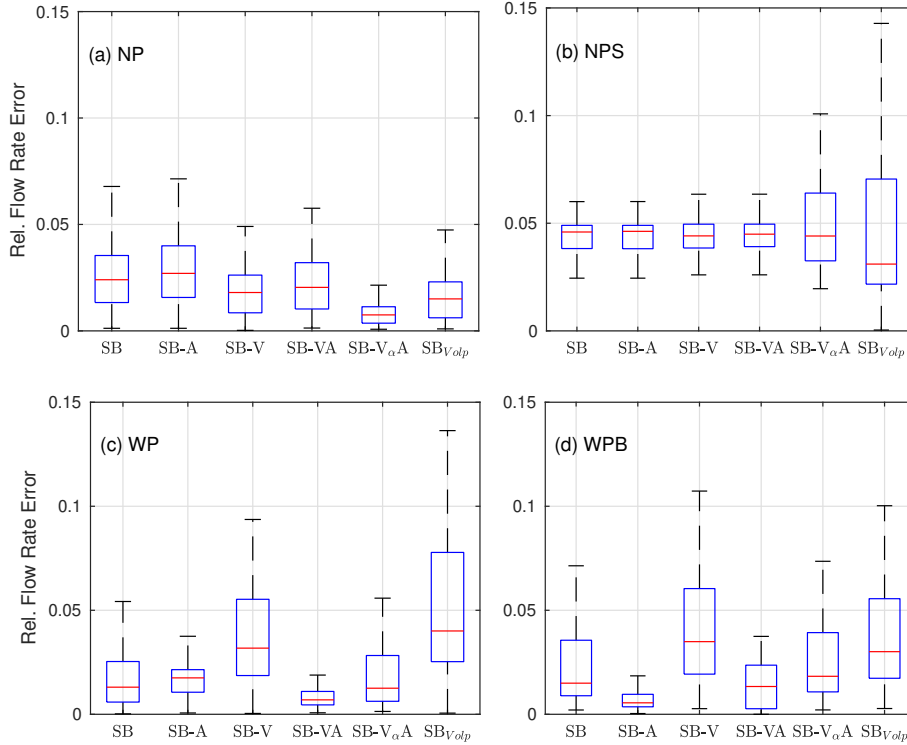 0.15
0.1
0.05
0
Rel. Flow Rate Error
(a) NP
SB SB-A SB-V SB-VA SB-VαA SBVolp
0.15
0.1
0.05
0
(b) NPS
SB SB-A SB-V SB-VA SB-VαA SBVolp
0.15
0.1
0.05
0
Rel. Flow Rate Error
(c) WP
SB SB-A SB-V SB-VA SB-VαA SBVolp
0.15
0.1
0.05
0
(d) WPB
SB SB-A SB-V SB-VA SB-VαA SBVolp